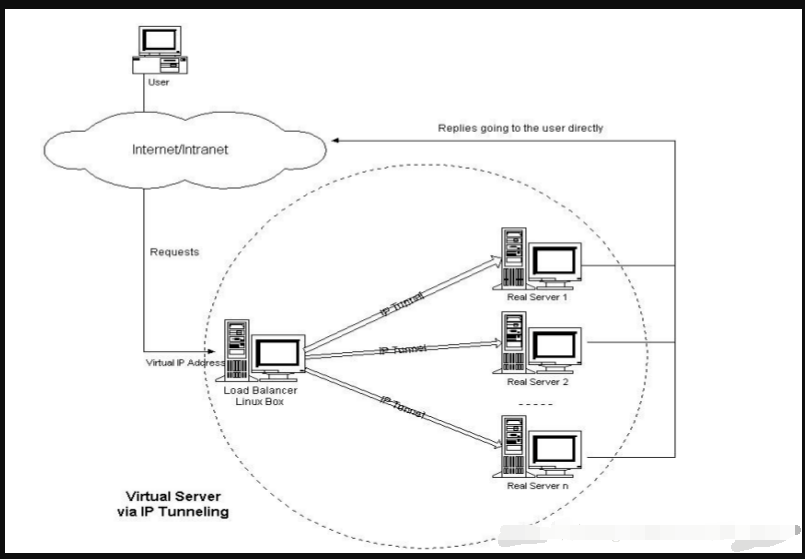 User
Internet/Intranet
Replies going to the user directly
Requests
IP Tunnel
Real Server 1
Virtual IP Address
IP Tunnel
Load Balancer
Linux Box
Real Server 2
IP Tunnel
Real Server n
Virtual Server
via IP Tunneling